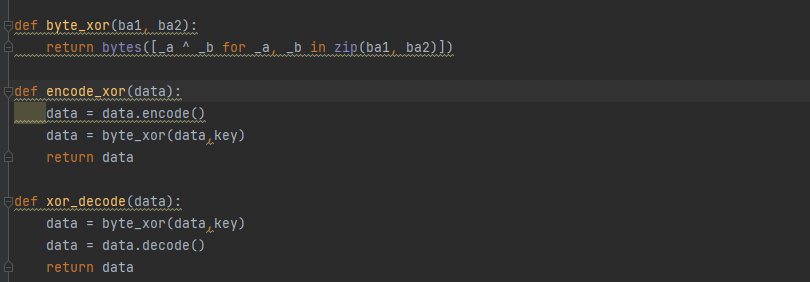 def byte_xor(ba1, ba2):
    return bytes([_a ^ _b for _a, _b in zip(ba1, ba2)])
def encode_xor(data):
    data = data.encode()
    data = byte_xor(data,key)
    return data
def xor_decode(data):
    data = byte_xor(data,key)
    data = data.decode()
    return data